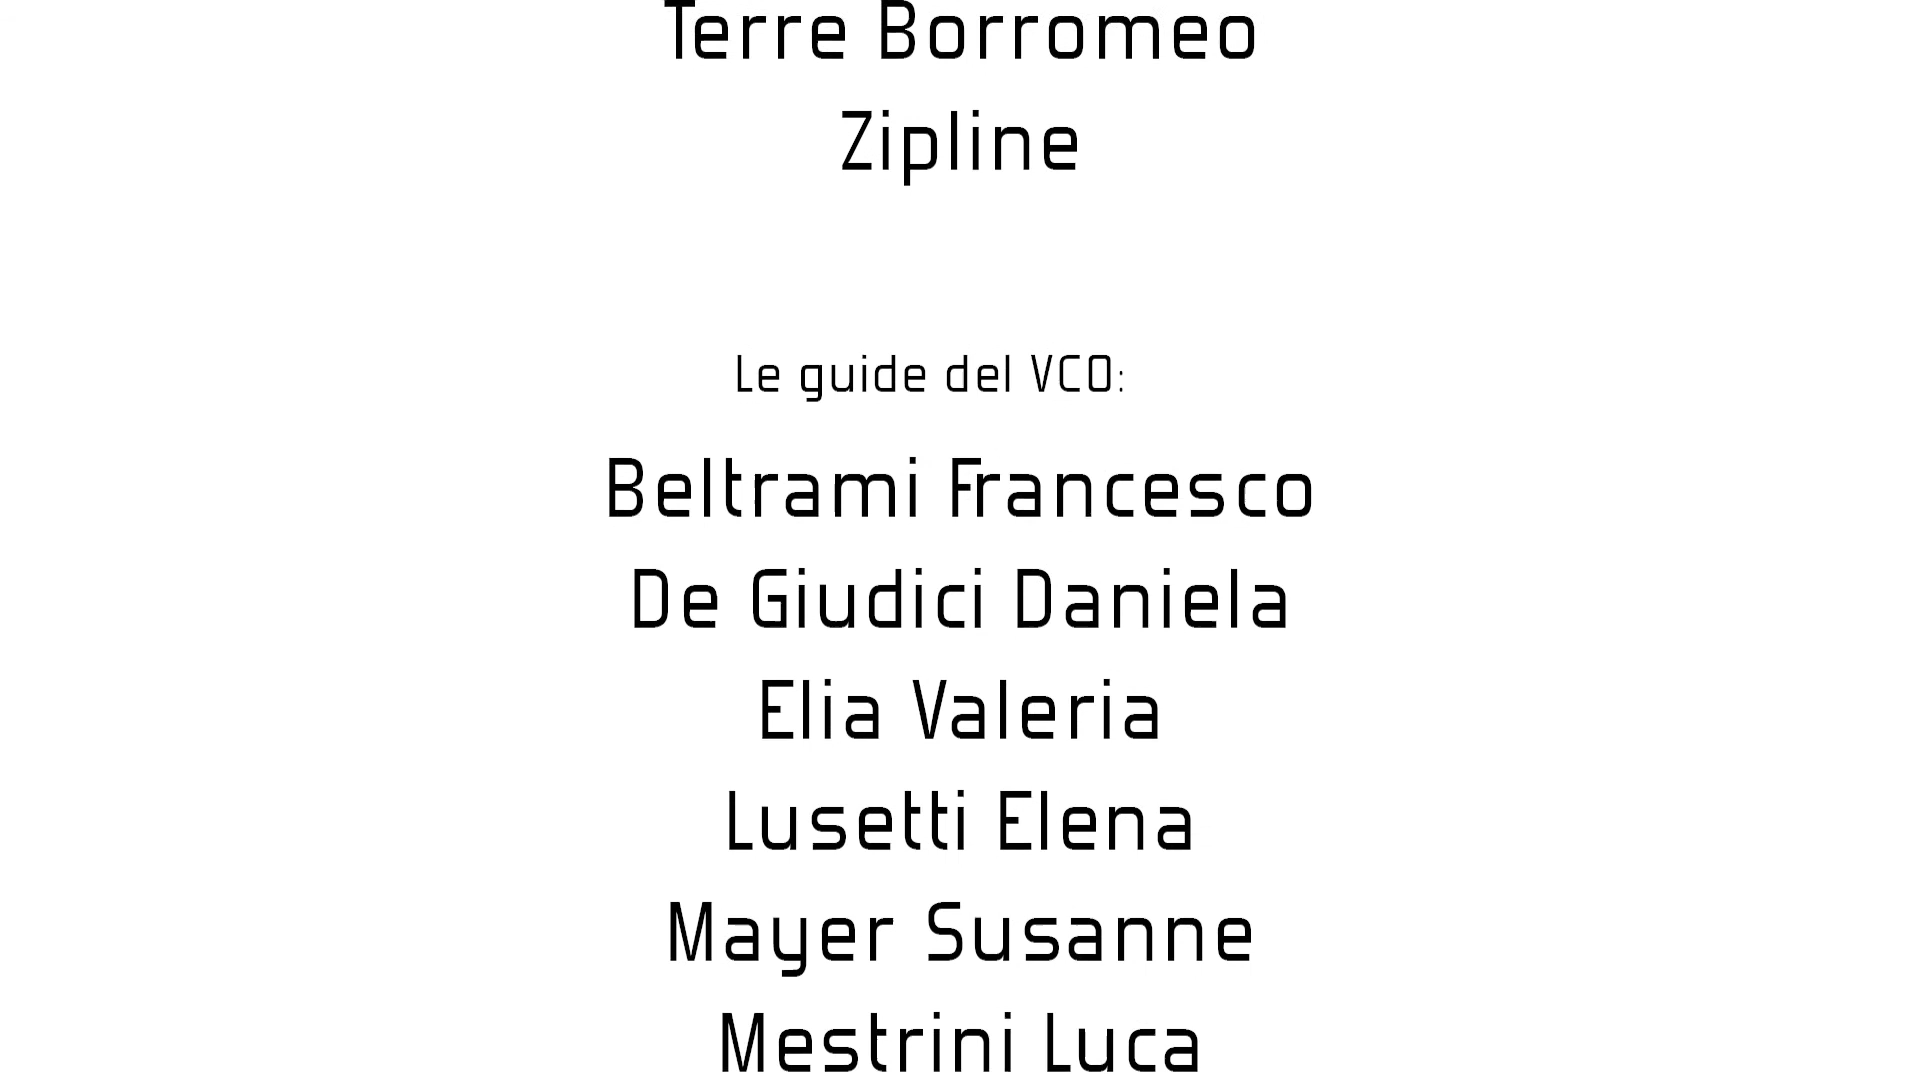 Terre Borromeo
Zipline
Le guide del VCO:
Beltrami Francesco
De Giudici Daniela
Elia Valeria
Lusetti Elena
Mayer Susanne
Mestrini Luca